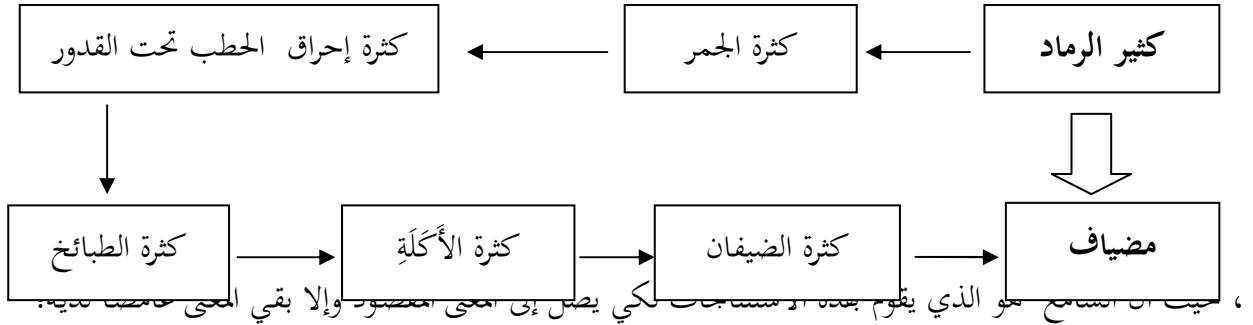 كثير الرماد
كثرة الجمر
كثرة إحراق الحطب تحت القدور
كثرة الطبائخ
كثرة الأَكَلَةِ
كثرة الضيفان
مضياف
، حيث أن السامع هو الذي يقوم بهذه الاستنتاجات لكي يصل إلى المعنى المقصود وإلا بقي المعنى غامضا لديه.